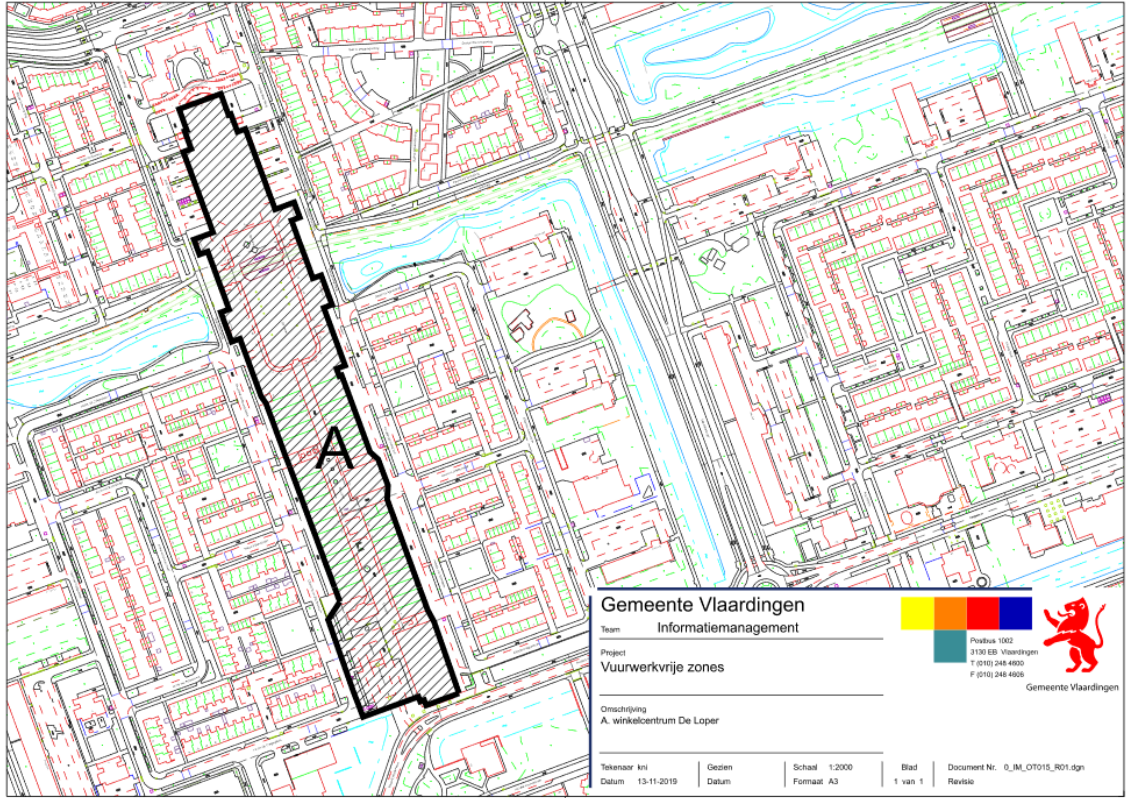 A
Gemeente Vlaardingen
Team Informatiemanagement
Project
Vuurwerkvrije zones
Omschrijving
A. winkelcentrum De Loper
Tekenaar kni Gezien Schaal 1:2000 Blad Document Nr. 0_IM_OT015_R01.dgn
Datum 13-11-2019 Datum Formaat A3 1 van 1 Revisie
Postbus 1002
3130 EB Vlaardingen
T (010) 248 4600
F (010) 248 4606
Gemeente Vlaardingen